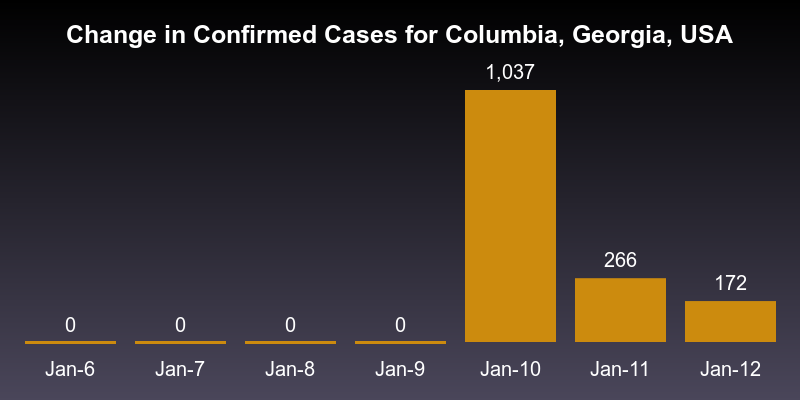 Change in Confirmed Cases for Columbia, Georgia, USA
1,037
266
172
0 0 0 0
Jan-6 Jan-7 Jan-8 Jan-9 Jan-10 Jan-11 Jan-12